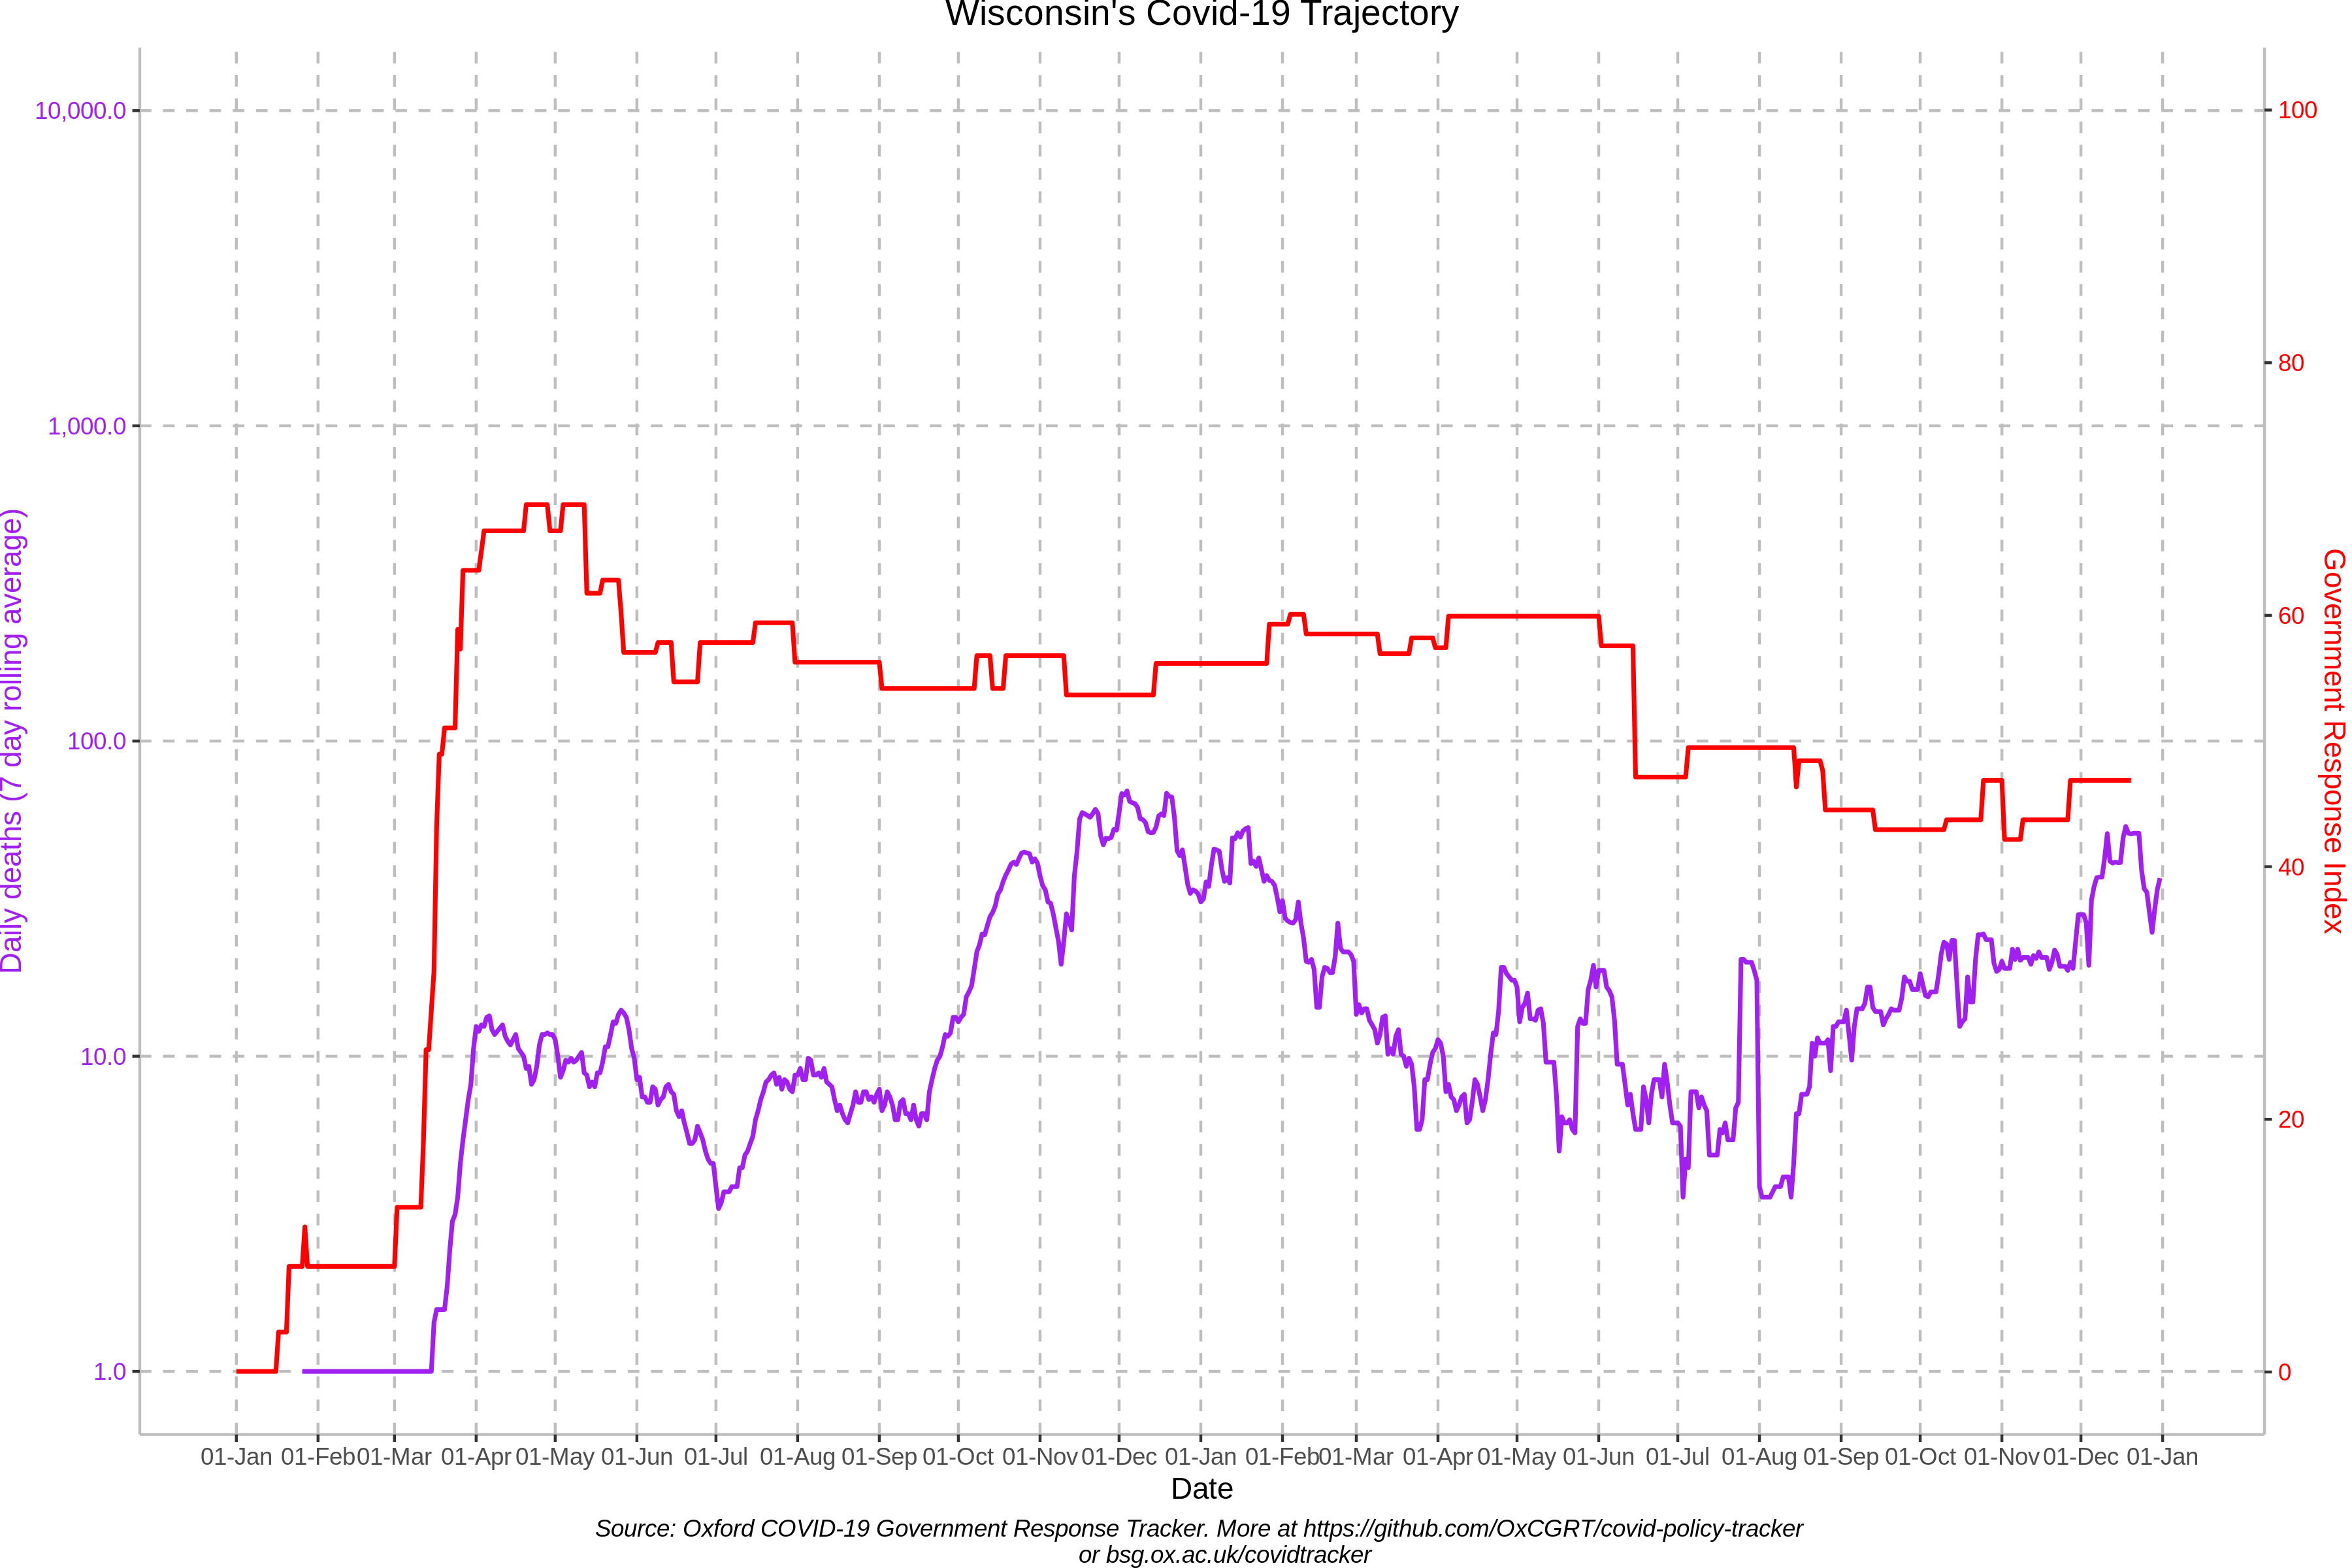 Wisconsin's Covid-19 Trajectory
10,000.0
1,000.0
100.0
10.0
1.0
Daily deaths (7 day rolling average)
100
80
60
40
20
0
Government Response Index
01-Jan 01-Feb 01-Mar 01-Apr 01-May 01-Jun 01-Jul 01-Aug 01-Sep 01-Oct 01-Nov 01-Dec 01-Jan 01-Feb 01-Mar 01-Apr 01-May 01-Jun 01-Jul 01-Aug 01-Sep 01-Oct 01-Nov 01-Dec 01-Jan
Date
Source: Oxford COVID-19 Government Response Tracker. More at https://github.com/OxCGRT/covid-policy-tracker
or bsg.ox.ac.uk/covidtracker